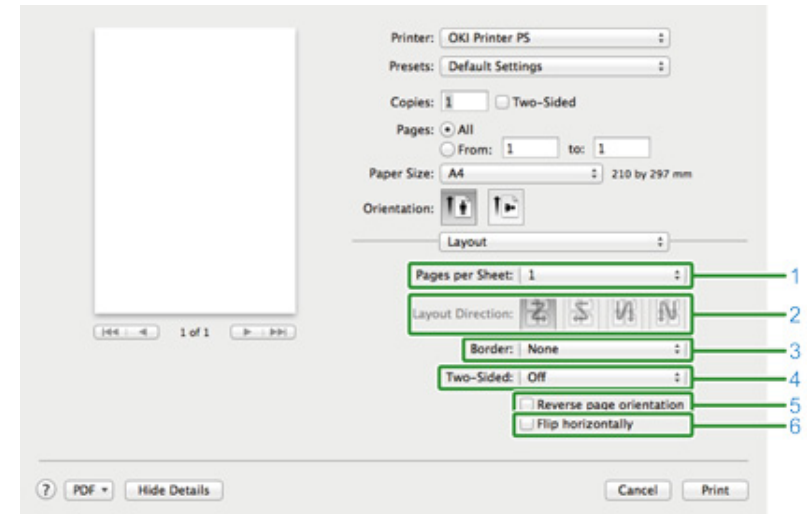 Printer: OKI Printer PS
Presets: Default Settings
Copies: 1 Two-Sided
Pages: All
From: 1 to: 1
Paper Size: A4 210 by 297 mm
Orientation:
Layout
Pages per Sheet: 1 1
Layout Direction: 2
Border: None 3
Two-Sided: Off 4
Reverse page orientation 5
Flip horizontally 6
1 of 1
? PDF Hide Details Cancel Print